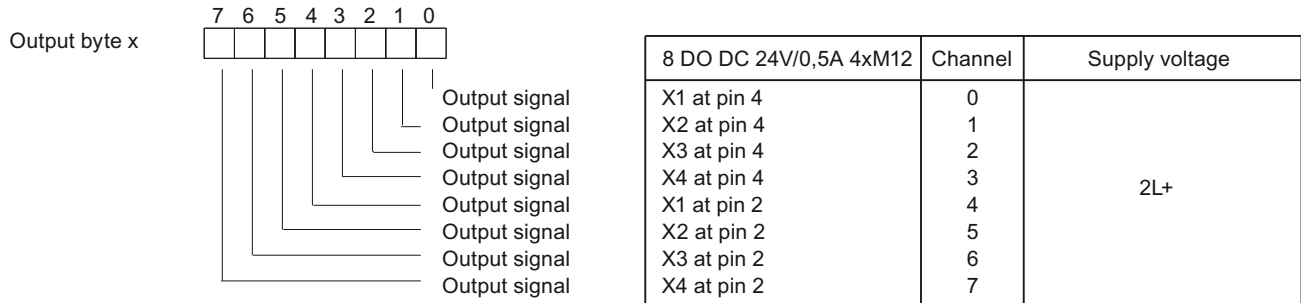 7 6 5 4 3 2 1 0
Output byte x
8 DO DC 24V/0,5A 4xM12 Channel Supply voltage
Output signal X1 at pin 4 0
Output signal X2 at pin 4 1
Output signal X3 at pin 4 2
Output signal X4 at pin 4 3
2L+
Output signal X1 at pin 2 4
Output signal X2 at pin 2 5
Output signal X3 at pin 2 6
Output signal X4 at pin 2 7